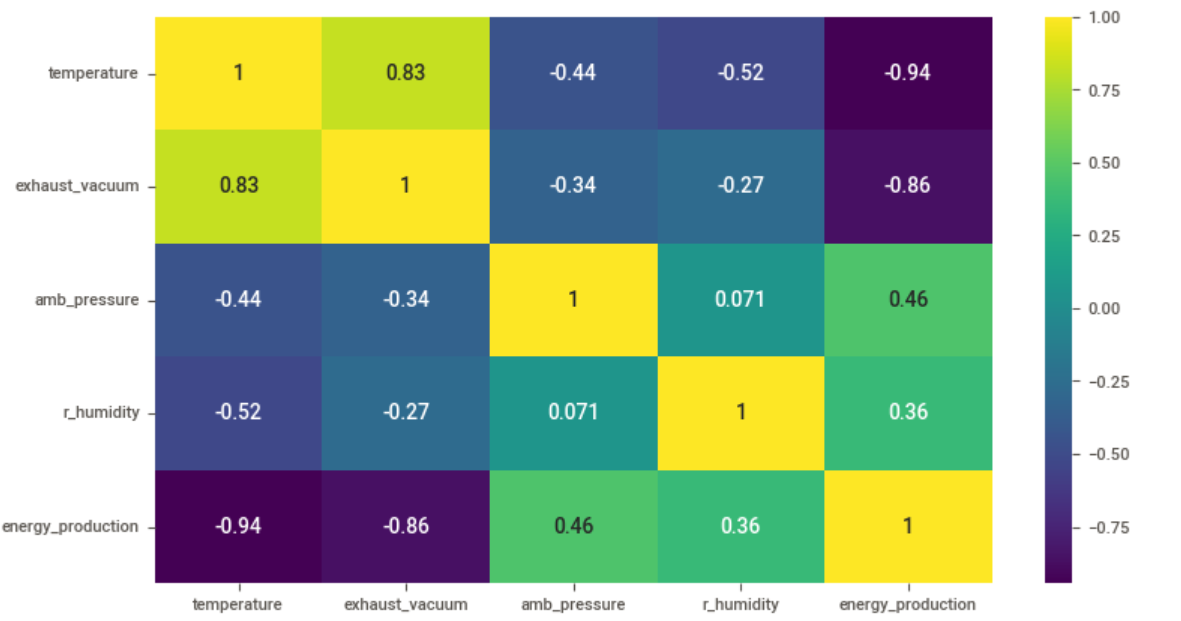 temperature 1 0.83 -0.44 -0.52 -0.94
exhaust_vacuum 0.83 1 -0.34 -0.27 -0.86
amb_pressure -0.44 -0.34 1 0.071 0.46
r_humidity -0.52 -0.27 0.071 1 0.36
energy_production -0.94 -0.86 0.46 0.36 1
temperature exhaust_vacuum amb_pressure r_humidity energy_production
1.00
0.75
0.50
0.25
0.00
−0.25
−0.50
−0.75